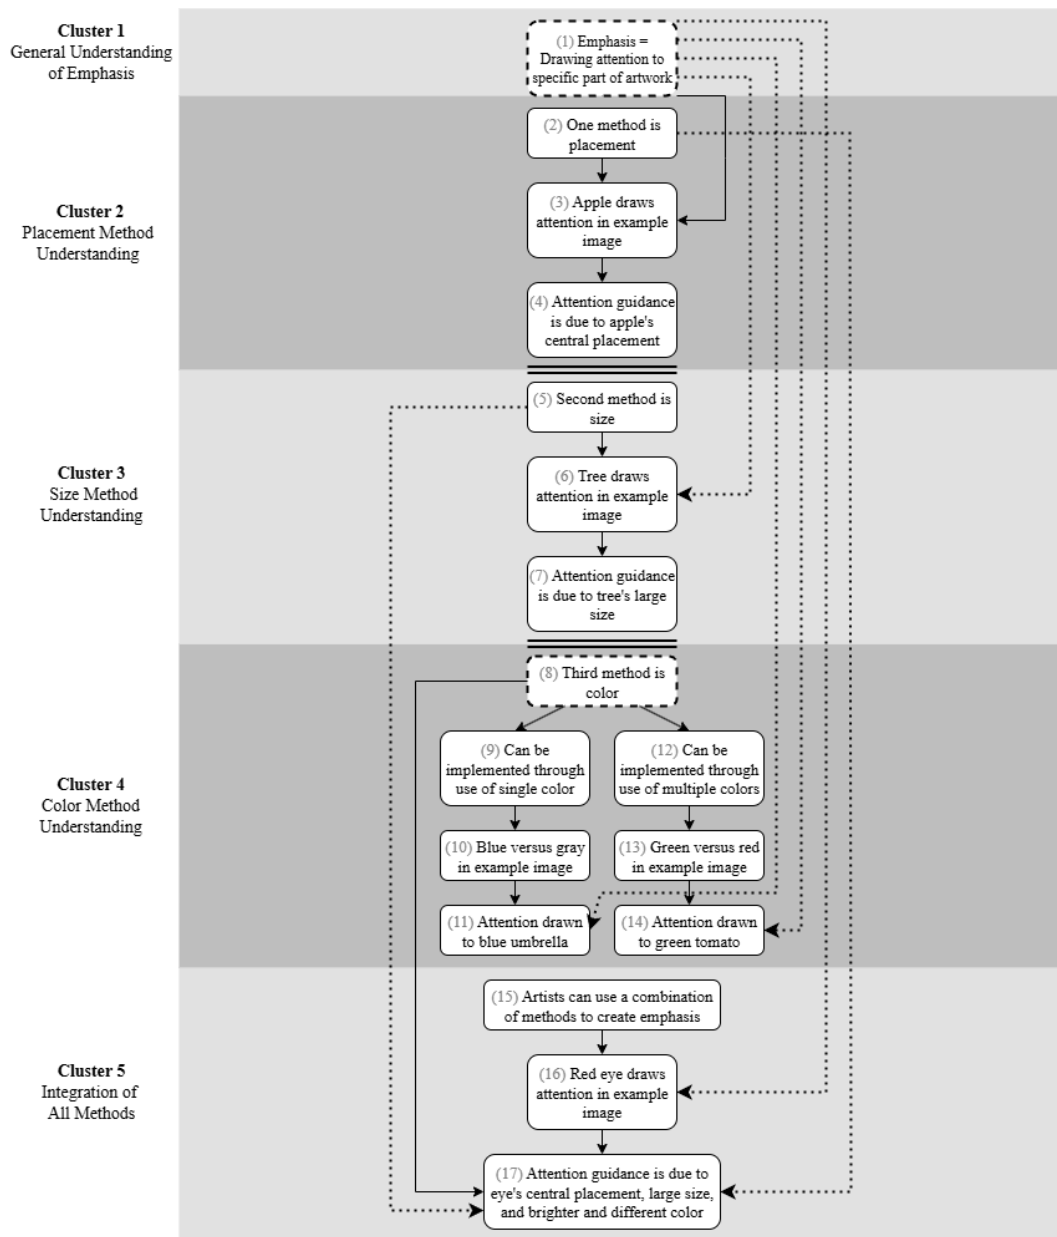 Cluster 1
General Understanding
of Emphasis
(1) Emphasis =
Drawing attention to
specific part of artwork
(2) One method is
placement
Cluster 2
Placement Method
Understanding
(3) Apple draws
attention in example
image
(4) Attention guidance
is due to apple's
central placement
(5) Second method is
size
Cluster 3
Size Method
Understanding
(6) Tree draws
attention in example
image
(7) Attention guidance
is due to tree's large
size
(8) Third method is
color
Cluster 4
Color Method
Understanding
(9) Can be
implemented through
use of single color
(12) Can be
implemented through
use of multiple colors
(10) Blue versus gray
in example image
(13) Green versus red
in example image
(11) Attention drawn
to blue umbrella
(14) Attention drawn
to green tomato
(15) Artists can use a combination
of methods to create emphasis
Cluster 5
Integration of
All Methods
(16) Red eye draws
attention in example
image
(17) Attention guidance is due to
eye's central placement, large size,
and brighter and different color